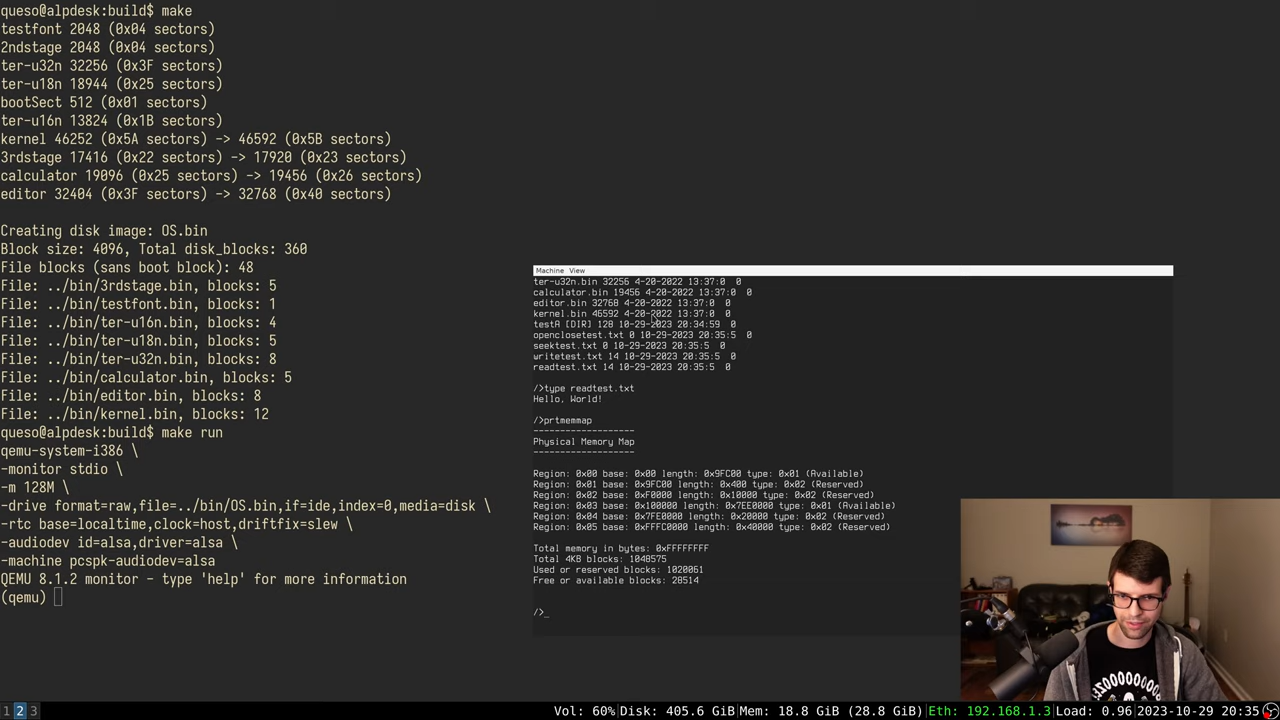 queso@alpdesk:build$ make
testfont 2048 (0x04 sectors)
2ndstage 2048 (0x04 sectors)
ter-u32n 32256 (0x3F sectors)
ter-u18n 18944 (0x25 sectors)
bootSect 512 (0x01 sectors)
ter-u16n 13824 (0x1B sectors)
kernel 46252 (0x5A sectors) -> 46592 (0x5B sectors)
3rdstage 17416 (0x22 sectors) -> 17920 (0x23 sectors)
calculator 19096 (0x25 sectors) -> 19456 (0x26 sectors)
editor 32404 (0x3F sectors) -> 32768 (0x40 sectors)
Creating disk image: OS.bin
Block size: 4096, Total disk_blocks: 360
File blocks (sans boot block): 48
File: ../bin/3rdstage.bin, blocks: 5
File: ../bin/testfont.bin, blocks: 1
File: ../bin/ter-u16n.bin, blocks: 4
File: ../bin/ter-u18n.bin, blocks: 5
File: ../bin/ter-u32n.bin, blocks: 8
File: ../bin/calculator.bin, blocks: 5
File: ../bin/editor.bin, blocks: 8
File: ../bin/kernel.bin, blocks: 12
queso@alpdesk:build$ make run
qemu-system-i386 \
-monitor stdio \
-m 128M \
-drive format=raw,file=../bin/OS.bin,if=ide,index=0,media=disk \
-rtc base=localtime,clock=host,driftfix=slew \
-audiodev id=alsa,driver=alsa \
-machine pcspk-audiodev=alsa
QEMU 8.1.2 monitor - type 'help' for more information
(qemu)
Machine View
ter-u32n.bin 32256 4-20-2022 13:37:0 0
calculator.bin 19456 4-20-2022 13:37:0 0
editor.bin 32768 4-20-2022 13:37:0 0
kernel.bin 46592 4-20-2022 13:37:0 0
testA [DIR] 128 10-29-2023 20:34:59 0
openclosetest.txt 0 10-29-2023 20:35:5 0
seektest.txt 0 10-29-2023 20:35:5 0
writetest.txt 14 10-29-2023 20:35:5 0
readtest.txt 14 10-29-2023 20:35:5 0
/>type readtest.txt
Hello, World!
/>prtmemmap
-------------------
Physical Memory Map
-------------------
Region: 0x00 base: 0x00 length: 0x9FC00 type: 0x01 (Available)
Region: 0x01 base: 0x9FC00 length: 0x400 type: 0x02 (Reserved)
Region: 0x02 base: 0xF0000 length: 0x10000 type: 0x02 (Reserved)
Region: 0x03 base: 0x100000 length: 0x7EE0000 type: 0x01 (Available)
Region: 0x04 base: 0x7FE0000 length: 0x20000 type: 0x02 (Reserved)
Region: 0x05 base: 0xFFFC0000 length: 0x40000 type: 0x02 (Reserved)
Total memory in bytes: 0xFFFFFFFF
Total 4KB blocks: 1048575
Used or reserved blocks: 1020061
Free or available blocks: 28514
/>_
1 2 3
Vol: 60% Disk: 405.6 GiB Mem: 18.8 GiB (28.8 GiB) Eth: 192.168.1.3 Load: 0.96 2023-10-29 20:35